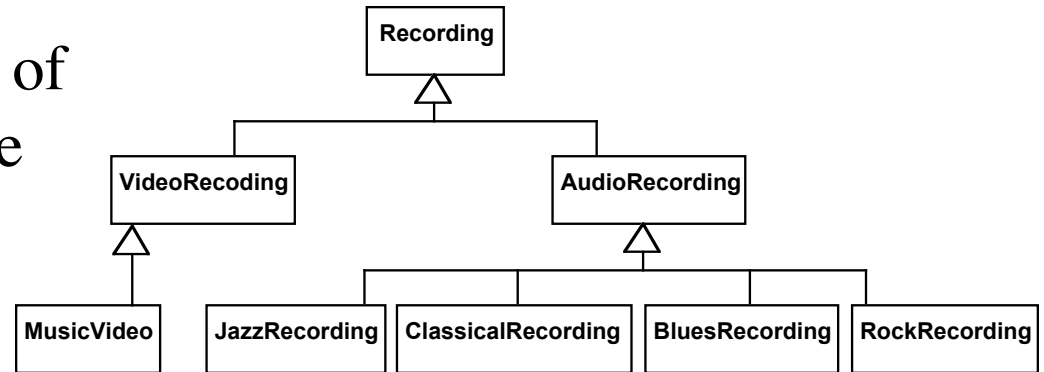 Recording
of
e
VideoRecoding
AudioRecording
MusicVideo
JazzRecording
ClassicalRecording
BluesRecording
RockRecording